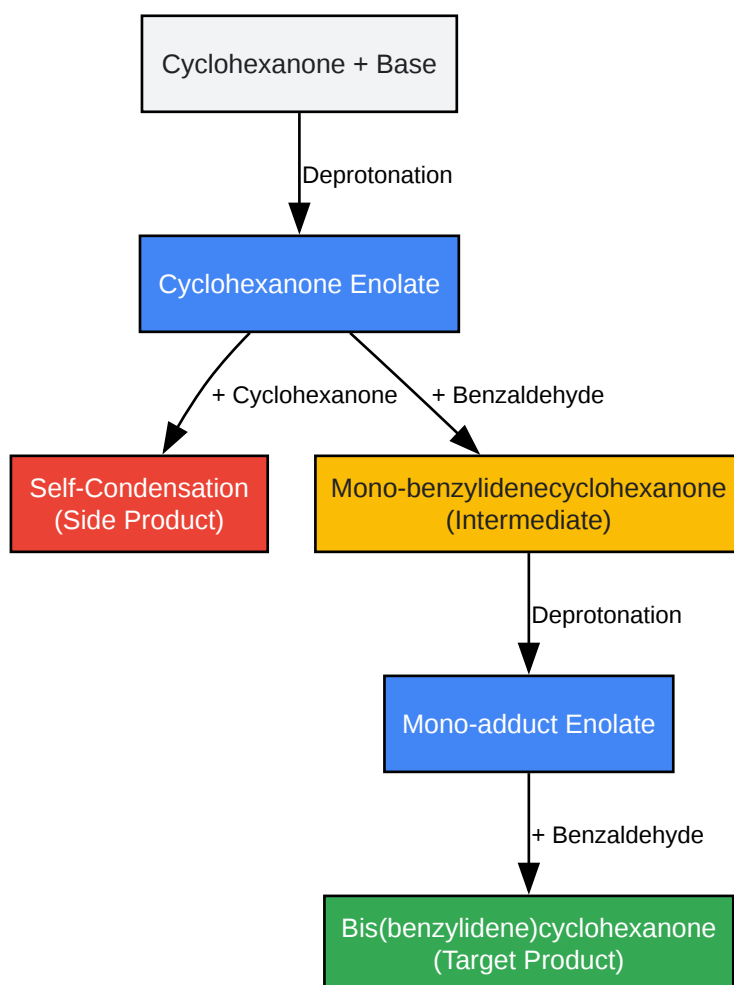 Cyclohexanone + Base
Deprotonation
Cyclohexanone Enolate
+ Cyclohexanone
+ Benzaldehyde
Self-Condensation
(Side Product)
Mono-benzylidenecyclohexanone
(Intermediate)
Deprotonation
Mono-adduct Enolate
+ Benzaldehyde
Bis(benzylidene)cyclohexanone
(Target Product)